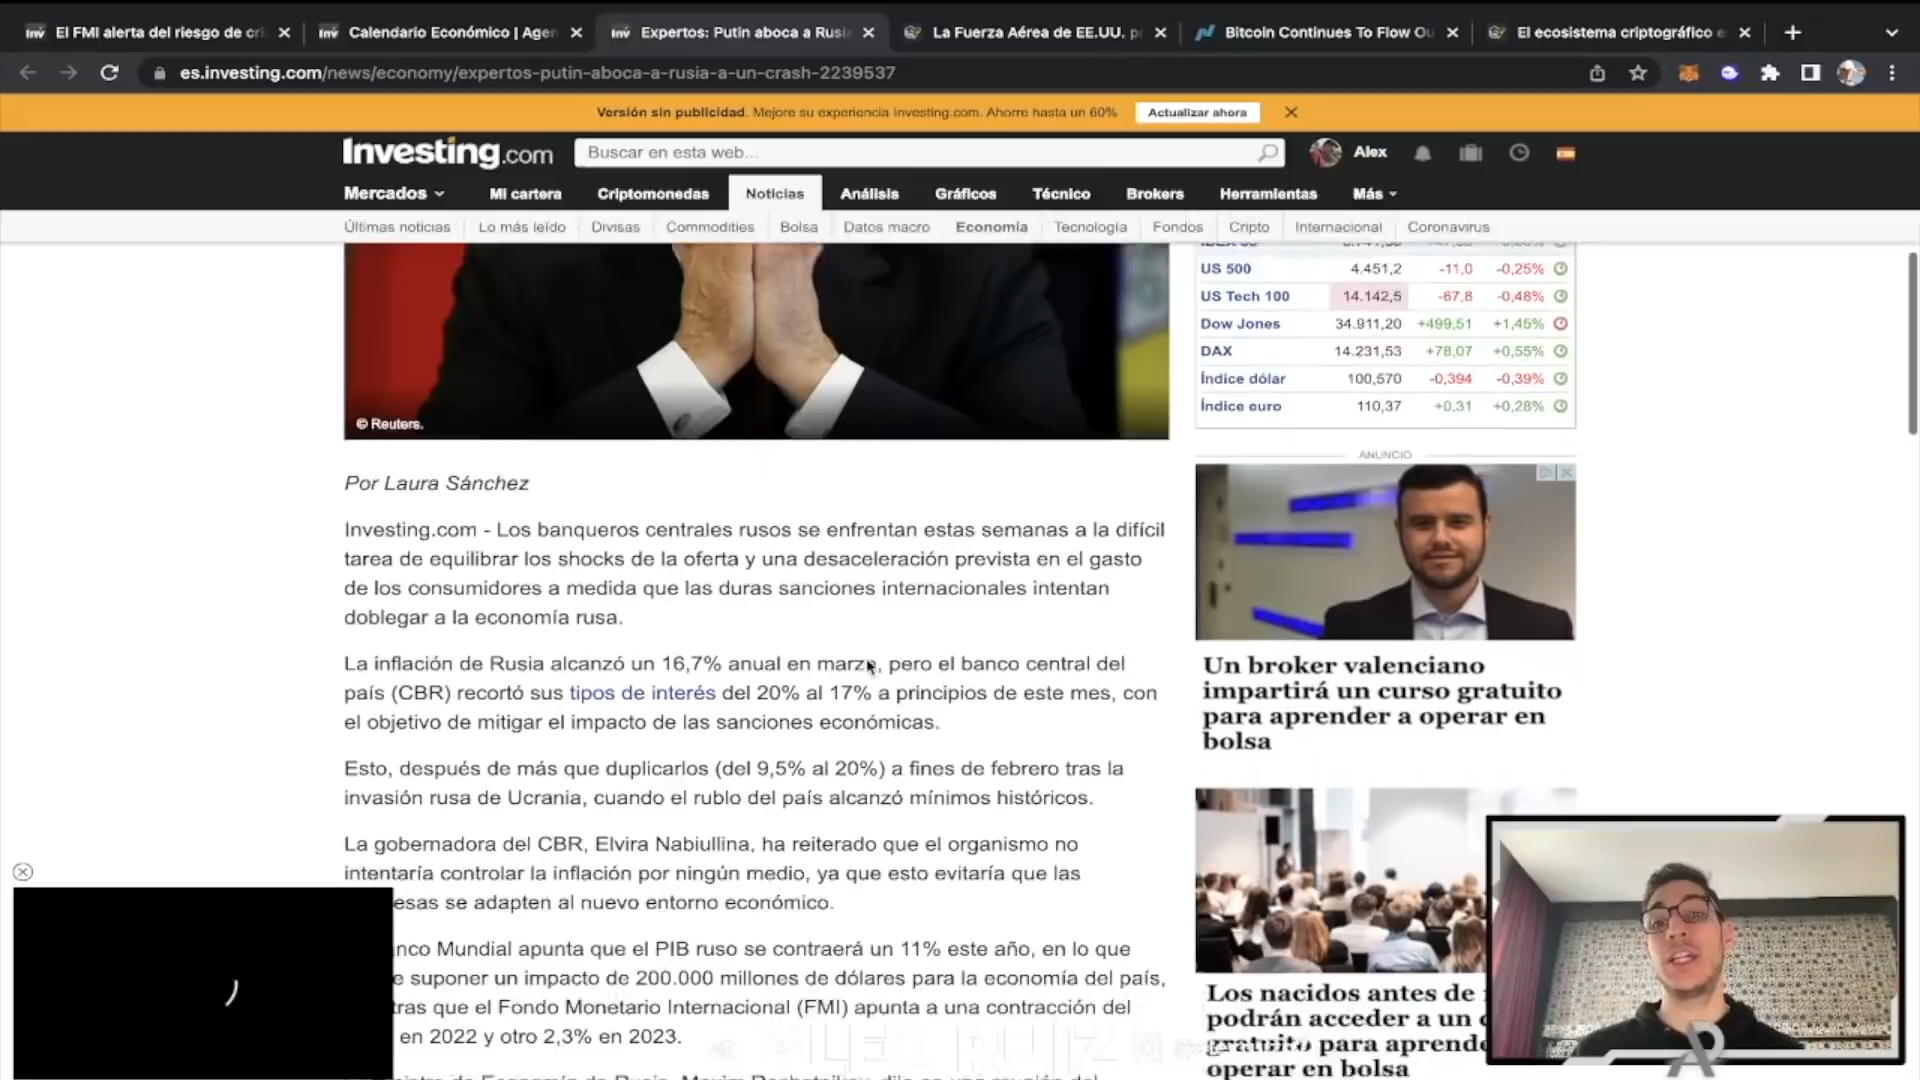 El FMI alerta del riesgo de cri
Calendario Económico | Agen
Expertos: Putin aboca a Rusi
La Fuerza Aérea de EE.UU. p
Bitcoin Continues To Flow Ou
El ecosistema criptográfico e
es.investing.com/news/economy/expertos-putin-aboca-a-rusia-a-un-crash-2239537
Versión sin publicidad. Mejore su experiencia Investing.com. Ahorre hasta un 60%
Actualizar ahora
Investing.com
Buscar en esta web...
Alex
Mercados
Mi cartera
Criptomonedas
Noticias
Análisis
Gráficos
Técnico
Brokers
Herramientas
Más
Últimas noticias
Lo más leído
Divisas
Commodities
Bolsa
Datos macro
Economía
Tecnología
Fondos
Cripto
Internacional
Coronavirus
US 500 4.451,2 -11,0 -0,25%
US Tech 100 14.142,5 -67,8 -0,48%
Dow Jones 34.911,20 +499,51 +1,45%
DAX 14.231,53 +78,07 +0,55%
Índice dólar 100,570 -0,394 -0,39%
Índice euro 110,37 +0,31 +0,28%
© Reuters.
Por Laura Sánchez
Investing.com - Los banqueros centrales rusos se enfrentan estas semanas a la difícil
tarea de equilibrar los shocks de la oferta y una desaceleración prevista en el gasto
de los consumidores a medida que las duras sanciones internacionales intentan
doblegar a la economía rusa.
La inflación de Rusia alcanzó un 16,7% anual en marzo, pero el banco central del
país (CBR) recortó sus tipos de interés del 20% al 17% a principios de este mes, con
el objetivo de mitigar el impacto de las sanciones económicas.
Esto, después de más que duplicarlos (del 9,5% al 20%) a fines de febrero tras la
invasión rusa de Ucrania, cuando el rublo del país alcanzó mínimos históricos.
La gobernadora del CBR, Elvira Nabiullina, ha reiterado que el organismo no
intentaría controlar la inflación por ningún medio, ya que esto evitaría que las
esas se adapten al nuevo entorno económico.
nco Mundial apunta que el PIB ruso se contraerá un 11% este año, en lo que
e suponer un impacto de 200.000 millones de dólares para la economía del país,
tras que el Fondo Monetario Internacional (FMI) apunta a una contracción del
en 2022 y otro 2,3% en 2023.
ANUNCIO
Un broker valenciano
impartirá un curso gratuito
para aprender a operar en
bolsa
Los nacidos antes de
podrán acceder a un c
gratuito para aprende
operar en bolsa
ALEX RUIZ